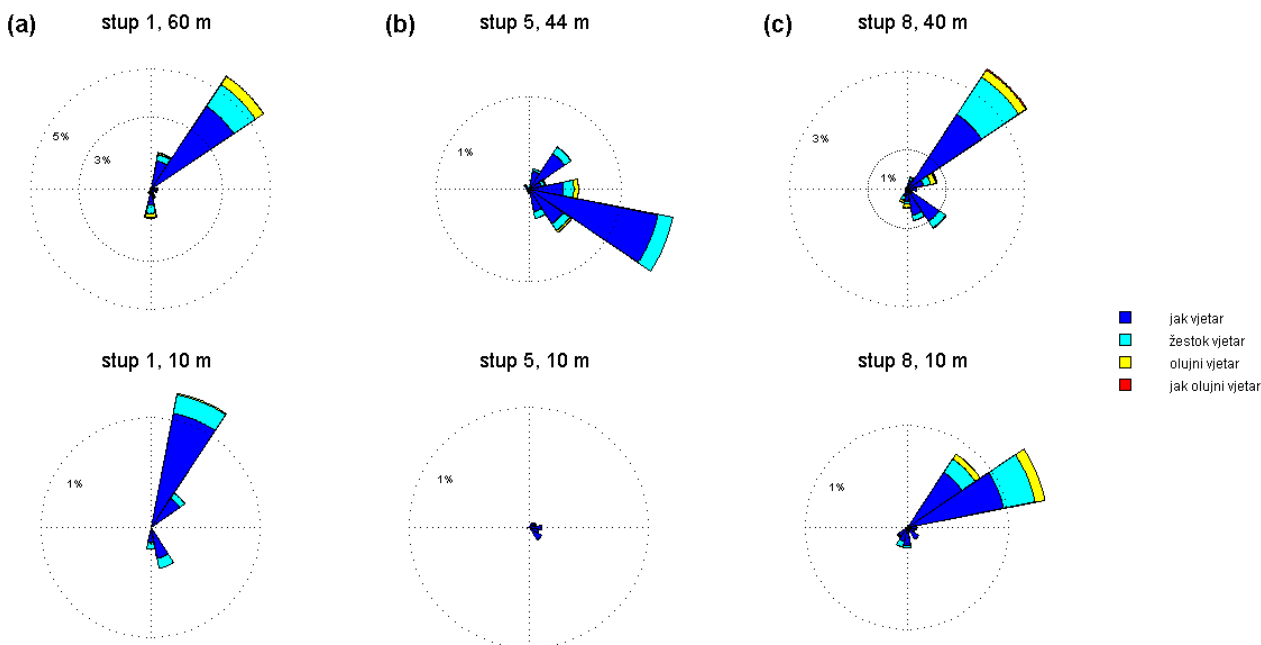 (a)
stup 1, 60 m
5%
3%
(b)
stup 5, 44 m
1%
(c)
stup 8, 40 m
3%
1%
stup 1, 10 m
1%
stup 5, 10 m
1%
stup 8, 10 m
1%
jak vjetar
žestok vjetar
olujni vjetar
jak olujni vjetar